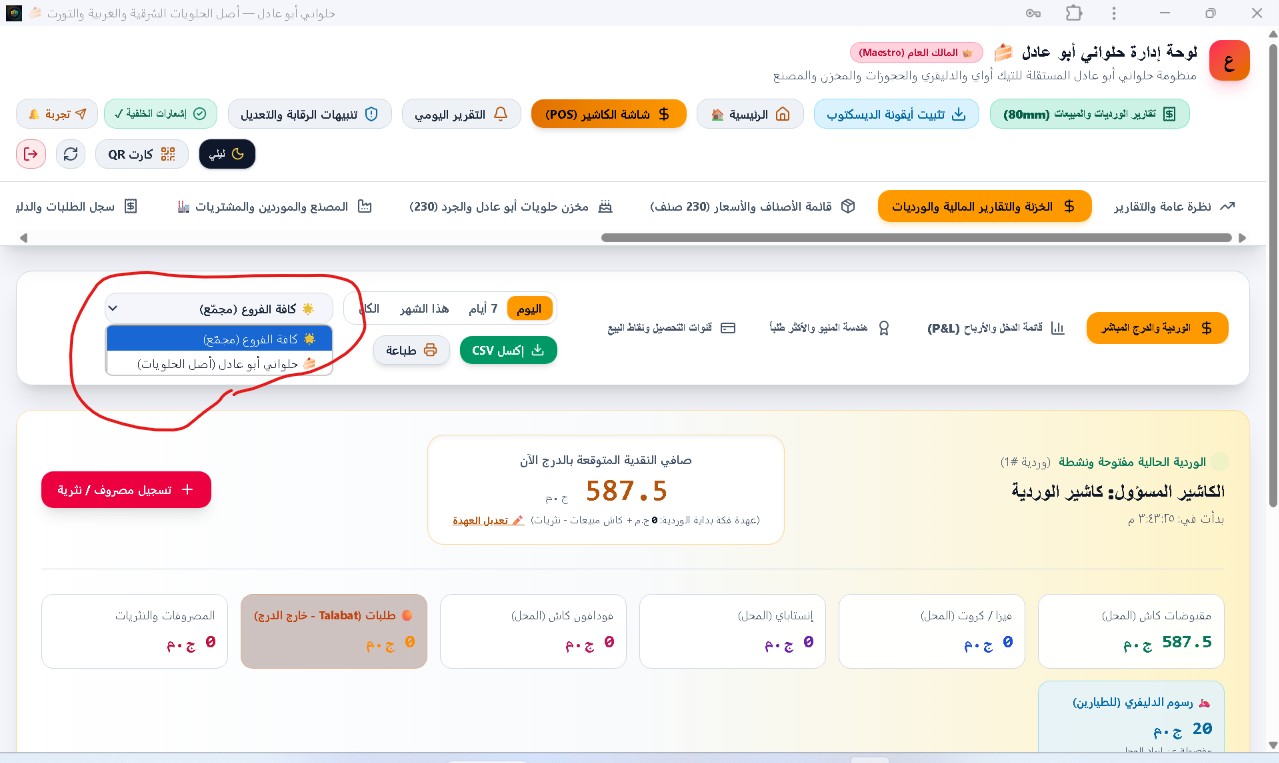 حلواني أبو عادل — أصل الحلويات الشرقية والغربية والتورت 🍰
ع
لوحة إدارة حلواني أبو عادل 🍰
👑 المالك العام (Maestro)
منظومة حلواني أبو عادل المستقلة للتيك أواي والدليفري والحجوزات والمخزن والمصنع
تقارير الورديات والمبيعات (80mm)
تثبيت أيقونة الديسكتوب
الرئيسية 🏠
شاشة الكاشير (POS)
التقرير اليومي
تنبيهات الرقابة والتعديل
إشعارات الخلفية ✓
تجربة 🔔
ليلي
كارت QR
نظرة عامة والتقارير
الخزنة والتقارير المالية والورديات
قائمة الأصناف والأسعار (230 صنف)
مخزن حلويات أبو عادل والجرد (230)
المصنع والموردين والمشتريات 🏭
سجل الطلبات والدلي
الوردية والدرج المباشر
قائمة الدخل والأرباح (P&L)
هندسة المنيو والأكثر طلباً
قنوات التحصيل ونقاط البيع
اليوم
7 أيام
هذا الشهر
الكل
🌟 كافة الفروع (مجمّع)
🌟 كافة الفروع (مجمّع)
🍰 حلواني أبو عادل (أصل الحلويات)
إكسل CSV
طباعة
الوردية الحالية مفتوحة ونشطة (وردية #1)
الكاشير المسؤول: كاشير الوردية
بدأت في: ٣:٤٣:٢٥ م
صافي النقدية المتوقعة بالدرج الآن
587.5 ج.م
(عهدة فكة بداية الوردية: 0 ج.م + كاش مبيعات - نثريات) ✏️ تعديل العهدة
تسجيل مصروف / نثرية
مقبوضات كاش (المحل)
587.5 ج.م
فيزا / كروت (المحل)
0 ج.م
إنستاباي (المحل)
0 ج.م
فودافون كاش (المحل)
0 ج.م
طلبات (Talabat - خارج الدرج)
0 ج.م
المصروفات والنثريات
0 ج.م
🛵 رسوم الدليفري (للطيارين)
20 ج.م